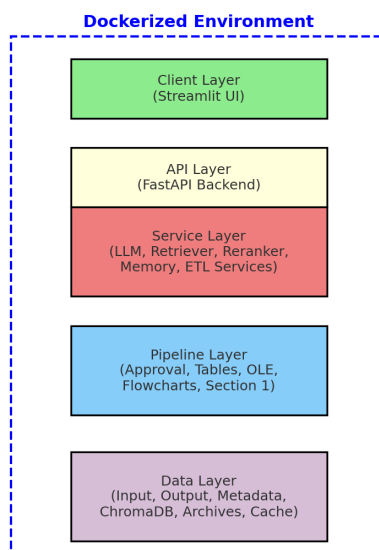 Dockerized Environment
Client Layer
(Streamlit UI)
API Layer
(FastAPI Backend)
Service Layer
(LLM, Retriever, Reranker,
Memory, ETL Services)
Pipeline Layer
(Approval, Tables, OLE,
Flowcharts, Section 1)
Data Layer
(Input, Output, Metadata,
ChromaDB, Archives, Cache)